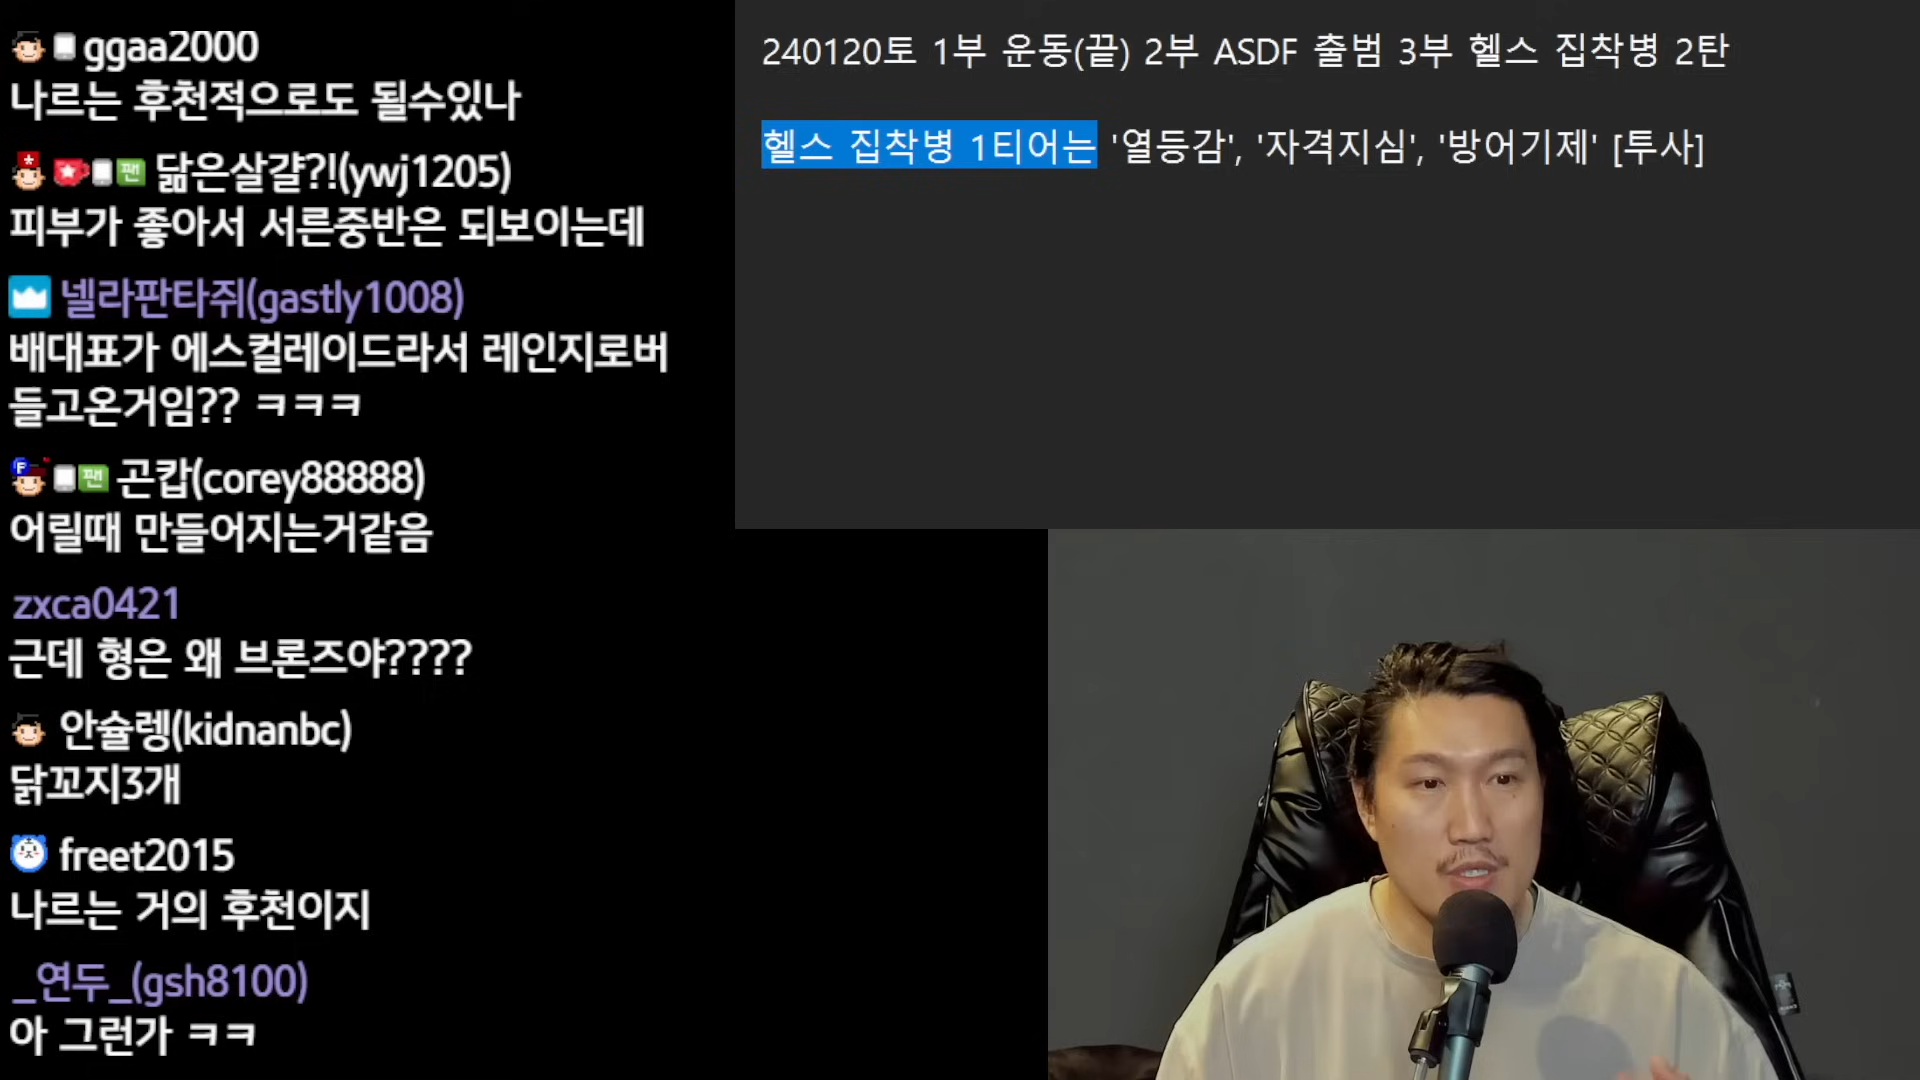 ggaa2000
나르는 후천적으로도 될수있나
팬 닮은살걀?!(ywj1205)
피부가 좋아서 서른중반은 되보이는데
넬라판타쥐(gastly1008)
배대표가 에스컬레이드라서 레인지로버
들고온거임?? ㅋㅋㅋ
F 팬 곤캅(corey88888)
어릴때 만들어지는거같음
zxca0421
근데 형은 왜 브론즈야????
안슐렝(kidnanbc)
닭꼬지3개
freet2015
나르는 거의 후천이지
_연두_(gsh8100)
아 그런가 ㅋㅋ
240120토 1부 운동(끝) 2부 ASDF 출범 3부 헬스 집착병 2탄
헬스 집착병 1티어는 '열등감', '자격지심', '방어기제' [투사]